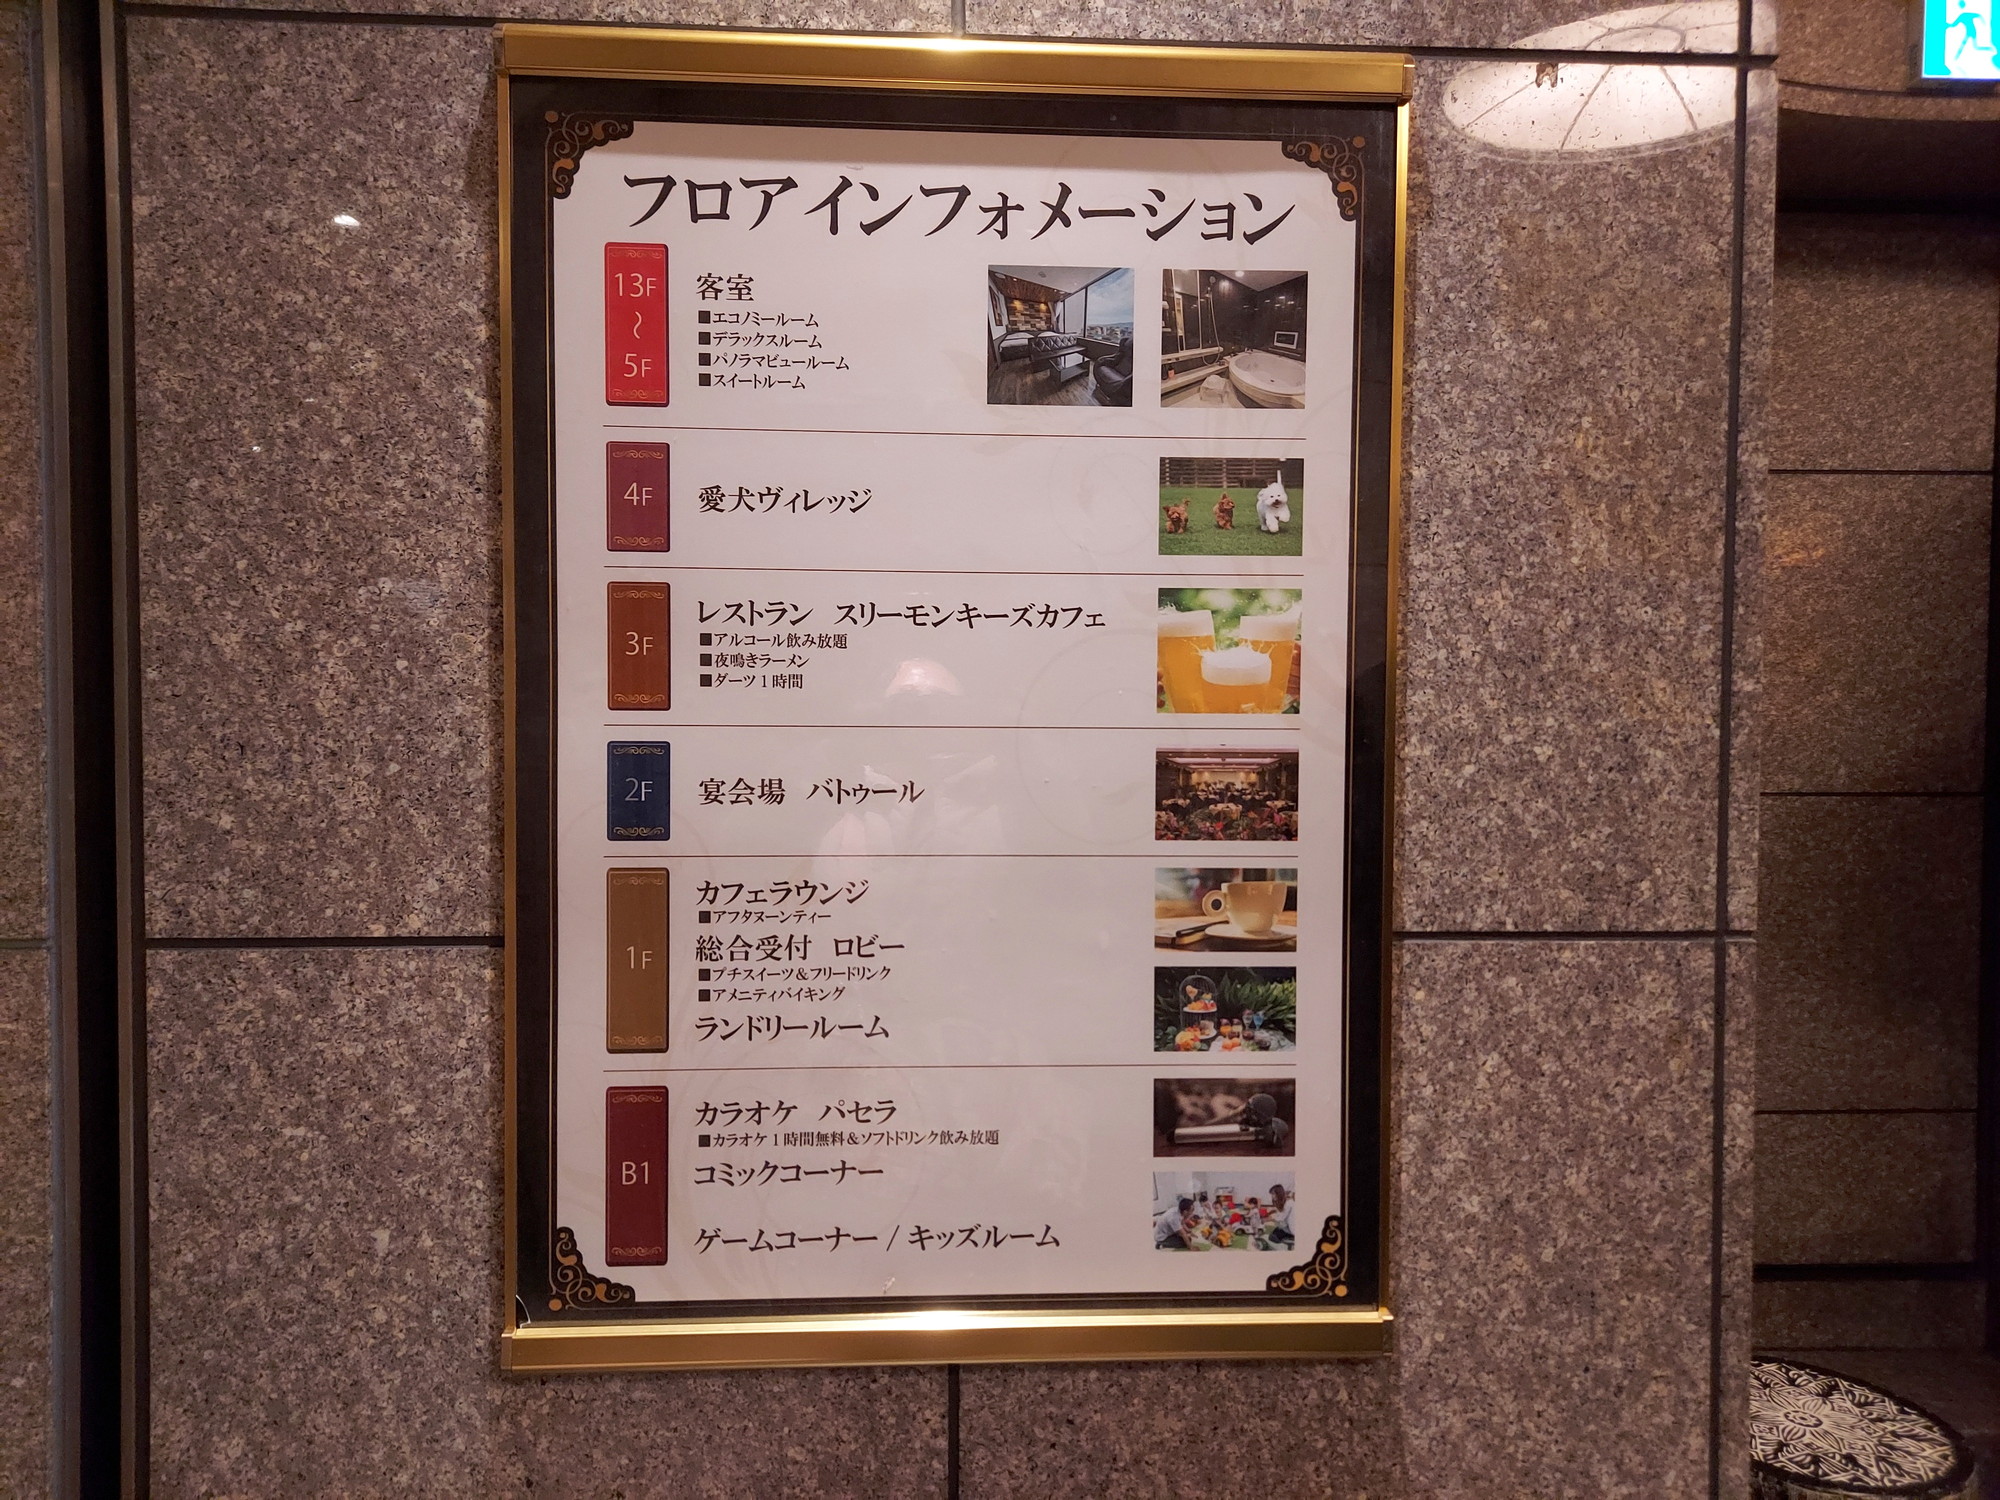 フロアインフォメーション
13F
〜
5F
客室
■エコノミールーム
■デラックスルーム
■パノラマビュールーム
■スイートルーム
4F
愛犬ヴィレッジ
3F
レストラン スリーモンキーズカフェ
■アルコール飲み放題
■夜鳴きラーメン
■ダーツ1時間
2F
宴会場 バトゥール
1F
カフェラウンジ
■アフタヌーンティー
総合受付 ロビー
■プチスイーツ&フリードリンク
■アメニティバイキング
ランドリールーム
B1
カラオケ パセラ
■カラオケ1時間無料&ソフトドリンク飲み放題
コミックコーナー
ゲームコーナー / キッズルーム